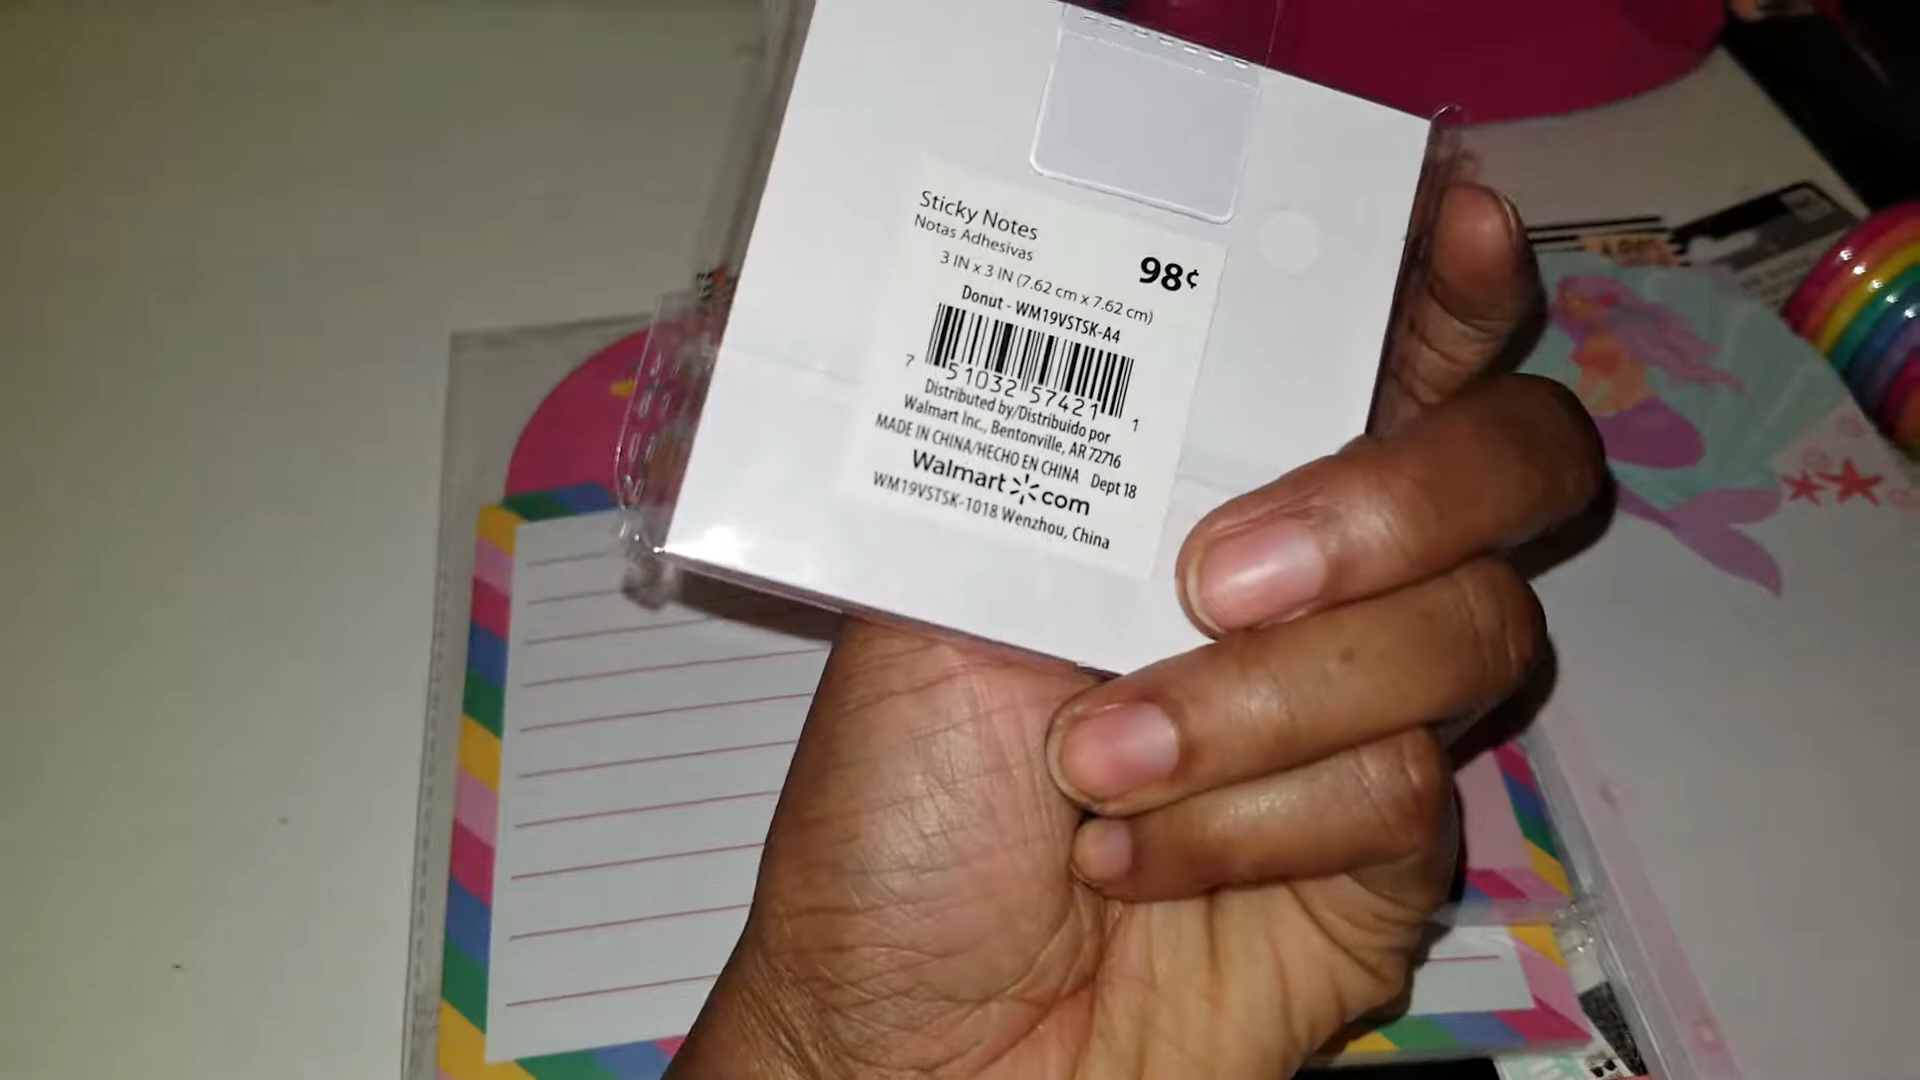 Sticky Notes
Notas Adhesivas
98¢
3 IN x 3 IN (7.62 cm x 7.62 cm)
Donut - WM19VSTSK-A4
7 51032 57421 1
Distributed by/Distribuido por
Walmart Inc., Bentonville, AR 72716
MADE IN CHINA/HECHO EN CHINA Dept 18
Walmart com
WM19VSTSK-1018 Wenzhou, China